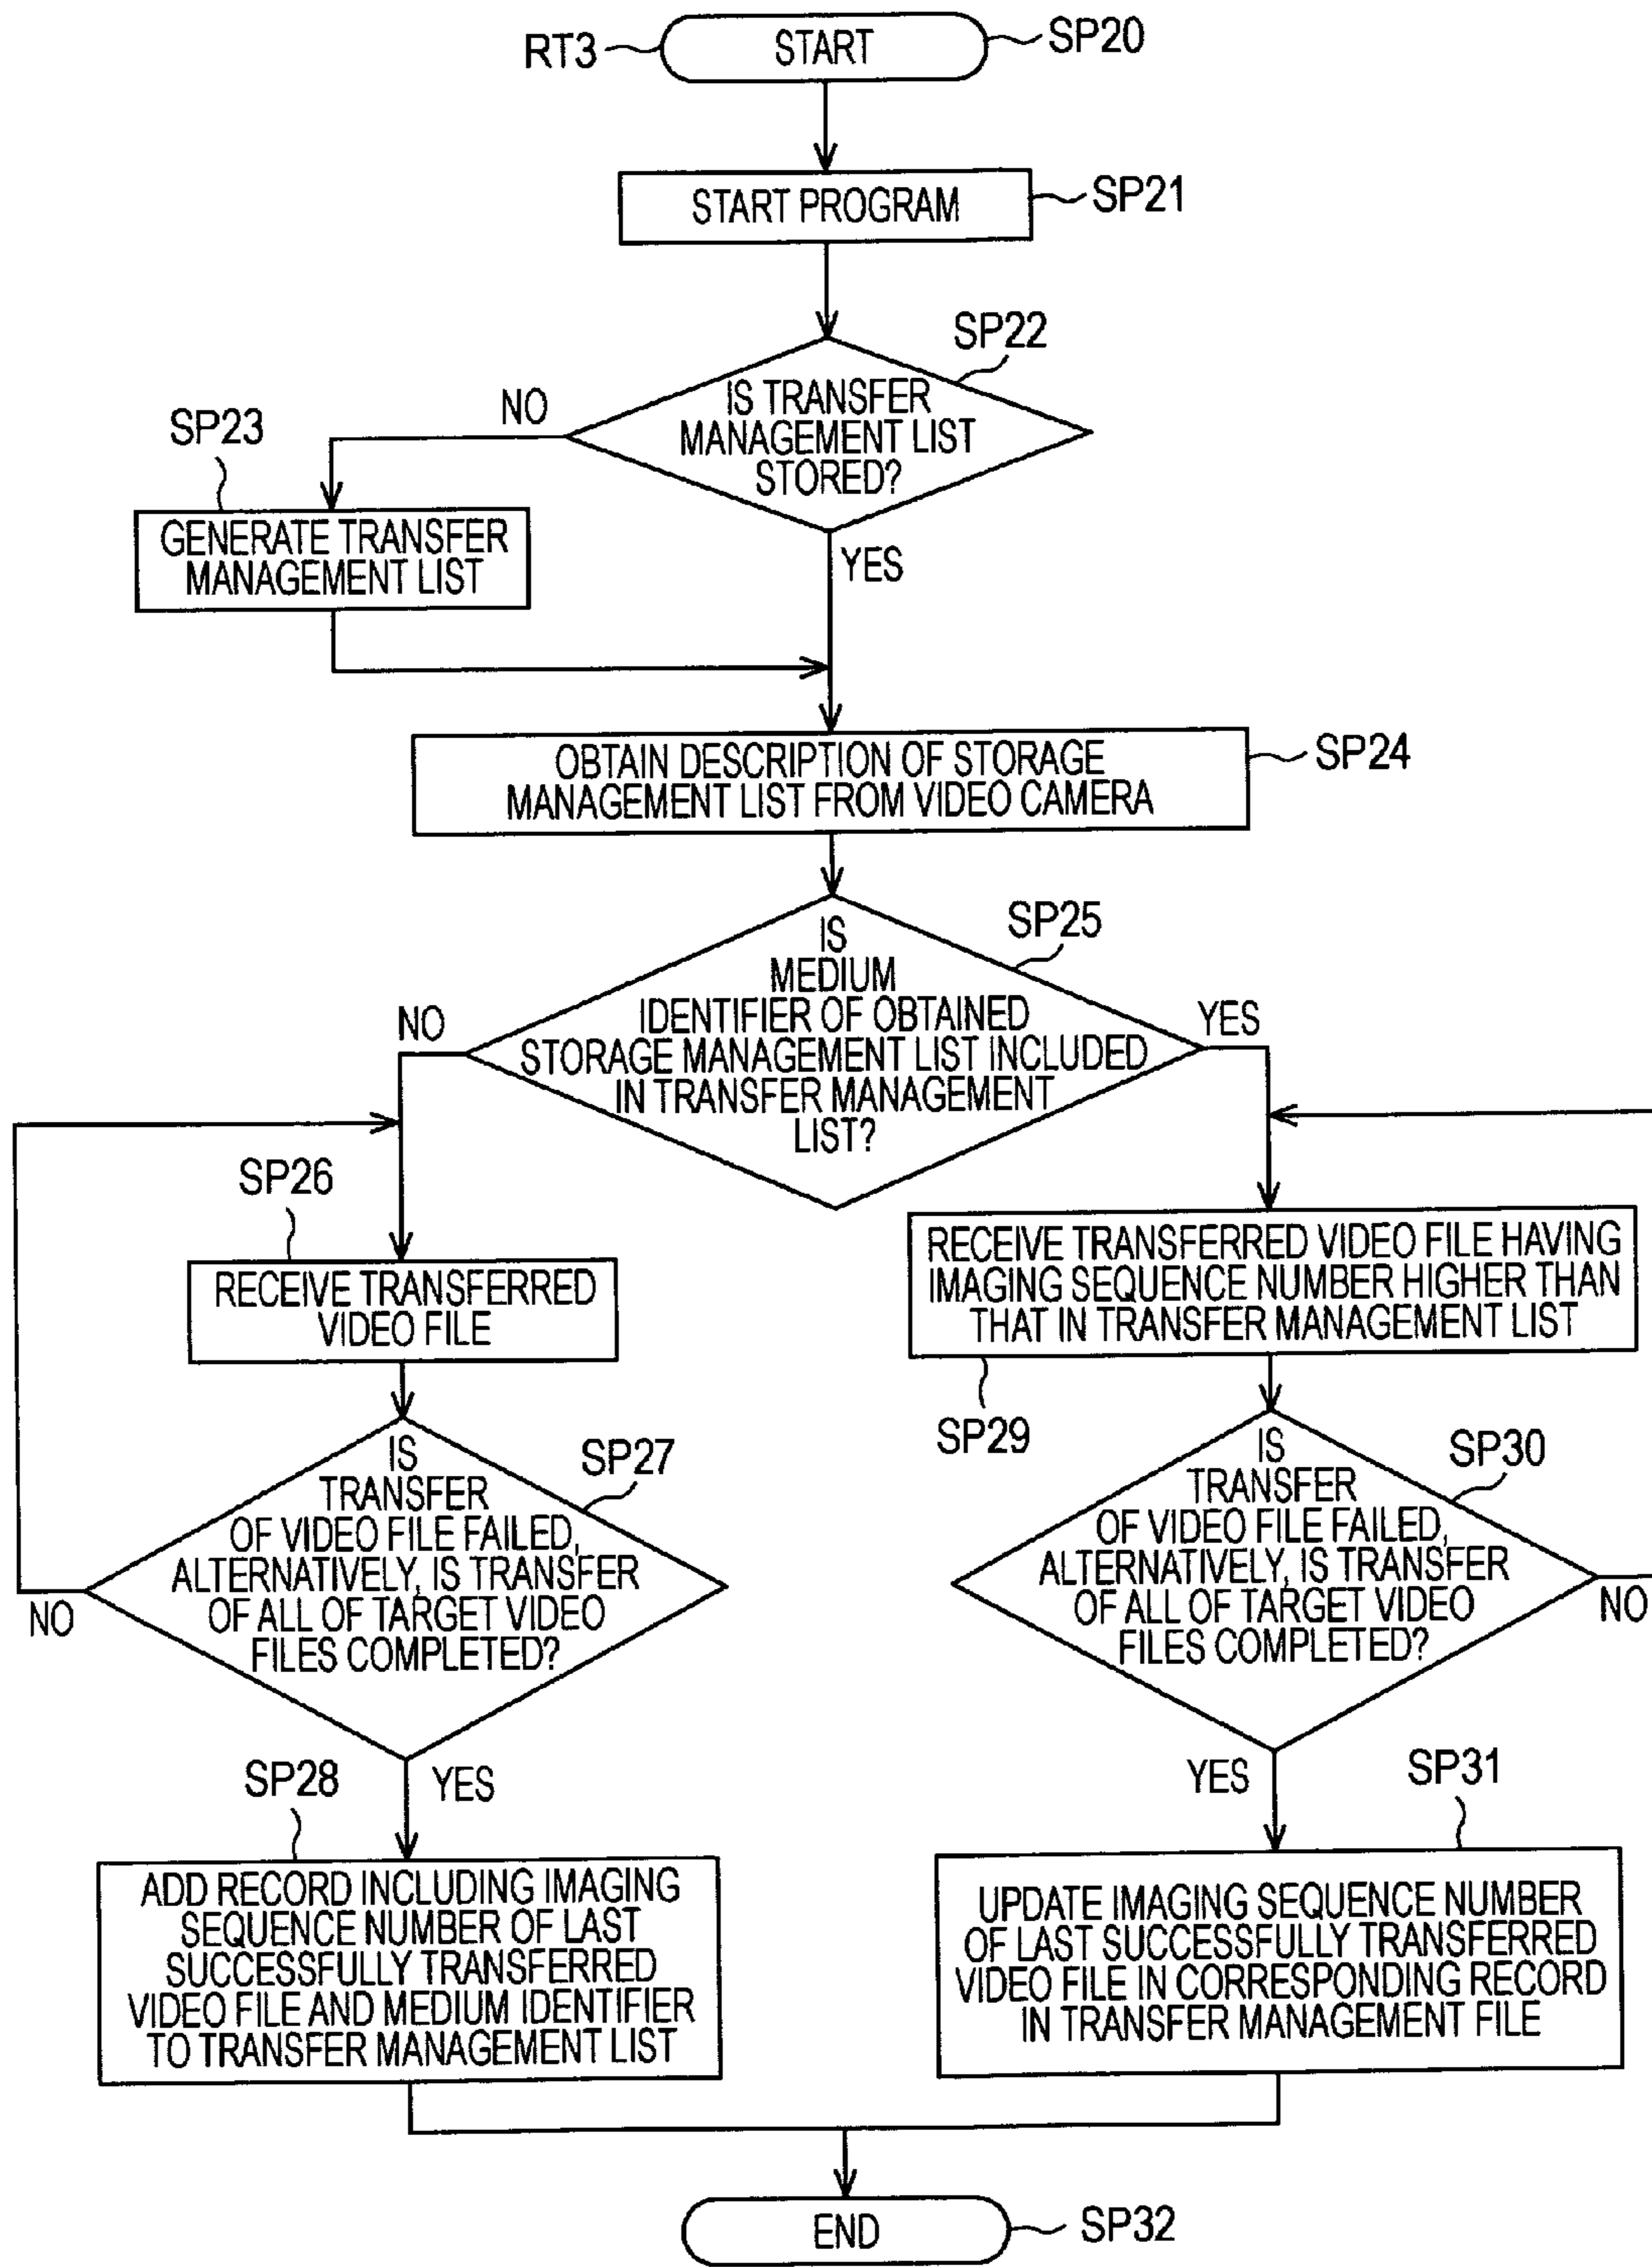 RT3
START
SP20
START PROGRAM
SP21
SP22
IS TRANSFER
MANAGEMENT LIST
STORED?
NO
YES
SP23
GENERATE TRANSFER
MANAGEMENT LIST
OBTAIN DESCRIPTION OF STORAGE
MANAGEMENT LIST FROM VIDEO CAMERA
SP24
SP25
IS
MEDIUM
IDENTIFIER OF OBTAINED
STORAGE MANAGEMENT LIST INCLUDED
IN TRANSFER MANAGEMENT
LIST?
NO
YES
SP26
RECEIVE TRANSFERRED
VIDEO FILE
SP27
IS
TRANSFER
OF VIDEO FILE FAILED,
ALTERNATIVELY, IS TRANSFER
OF ALL OF TARGET VIDEO
FILES COMPLETED?
NO
YES
SP28
ADD RECORD INCLUDING IMAGING
SEQUENCE NUMBER OF LAST
SUCCESSFULLY TRANSFERRED
VIDEO FILE AND MEDIUM IDENTIFIER
TO TRANSFER MANAGEMENT LIST
RECEIVE TRANSFERRED VIDEO FILE HAVING
IMAGING SEQUENCE NUMBER HIGHER THAN
THAT IN TRANSFER MANAGEMENT LIST
SP29
SP30
IS
TRANSFER
OF VIDEO FILE FAILED,
ALTERNATIVELY, IS TRANSFER
OF ALL OF TARGET VIDEO
FILES COMPLETED?
NO
YES
SP31
UPDATE IMAGING SEQUENCE NUMBER
OF LAST SUCCESSFULLY TRANSFERRED
VIDEO FILE IN CORRESPONDING RECORD
IN TRANSFER MANAGEMENT FILE
END
SP32